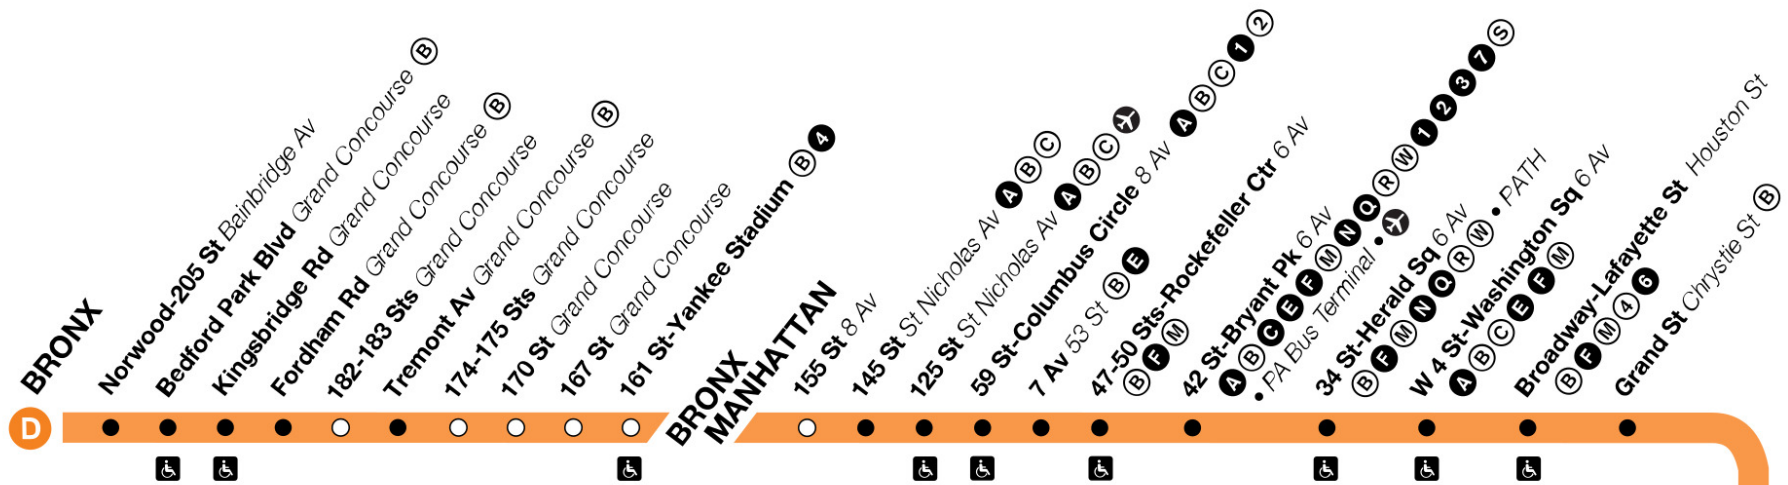 D
BRONX
Norwood-205 St Bainbridge Av
Bedford Park Blvd Grand Concourse B
Kingsbridge Rd Grand Concourse
Fordham Rd Grand Concourse B
182-183 Sts Grand Concourse
Tremont Av Grand Concourse B
174-175 Sts Grand Concourse
170 St Grand Concourse
167 St Grand Concourse
161 St-Yankee Stadium B 4
BRONX
MANHATTAN
155 St 8 Av
145 St St Nicholas Av A B C
125 St St Nicholas Av A B C
59 St-Columbus Circle 8 Av A B C 1 2
7 Av 53 St B E
47-50 Sts-Rockefeller Ctr 6 Av
B F M
42 St-Bryant Pk 6 Av
A B C E F M N Q R W 1 2 3 7 S
• PA Bus Terminal •
34 St-Herald Sq 6 Av
B F M N Q R W • PATH
W 4 St-Washington Sq 6 Av
A B C E F M
Broadway-Lafayette St Houston St
B F M 4 6
Grand St Chrystie St B